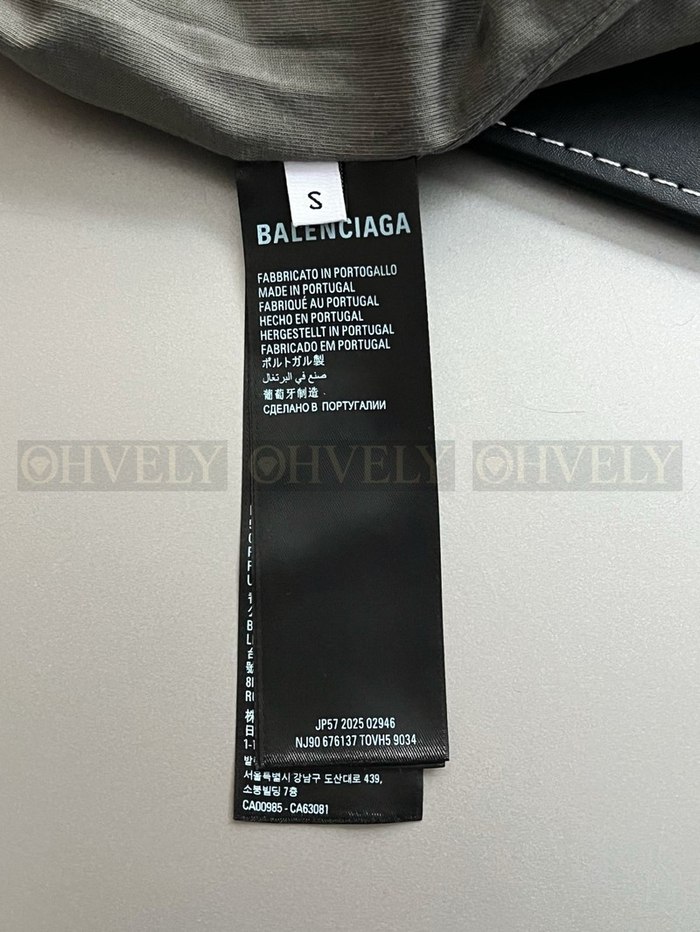 S
BALENCIAGA
FABBRICATO IN PORTOGALLO
MADE IN PORTUGAL
FABRIQUÉ AU PORTUGAL
HECHO EN PORTUGAL
HERGESTELLT IN PORTUGAL
FABRICADO EM PORTUGAL
ポルトガル製
صنع في البرتغال
葡萄牙制造
СДЕЛАНО В ПОРТУГАЛИИ
OHVELY OHVELY OHVELY
JP57 2025 02946
NJ90 676137 TOVH5 9034
서울특별시 강남구 도산대로 439,
소봉빌딩 7층
CA00985 - CA63081